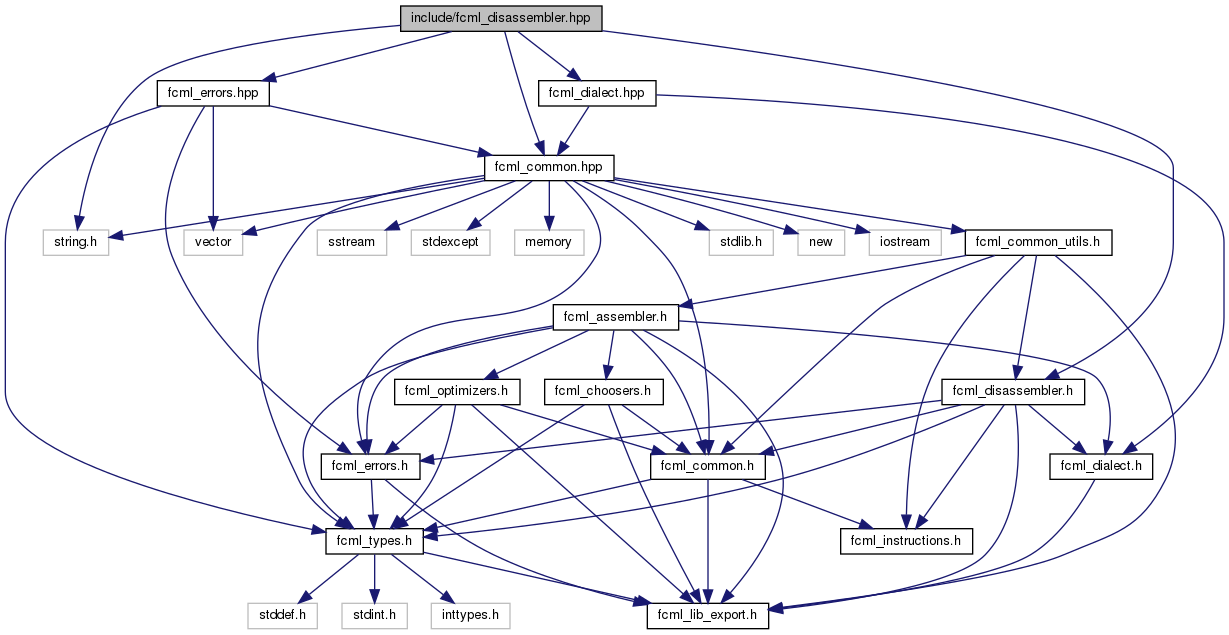 include/fcml_disassembler.hpp
fcml_errors.hpp
fcml_dialect.hpp
fcml_common.hpp
string.h
vector
sstream
stdexcept
memory
stdlib.h
new
iostream
fcml_common_utils.h
fcml_assembler.h
fcml_optimizers.h
fcml_choosers.h
fcml_disassembler.h
fcml_errors.h
fcml_common.h
fcml_dialect.h
fcml_types.h
fcml_instructions.h
stddef.h
stdint.h
inttypes.h
fcml_lib_export.h